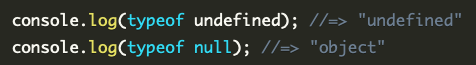 console.log(typeof undefined); //=> "undefined"
console.log(typeof null); //=> "object"